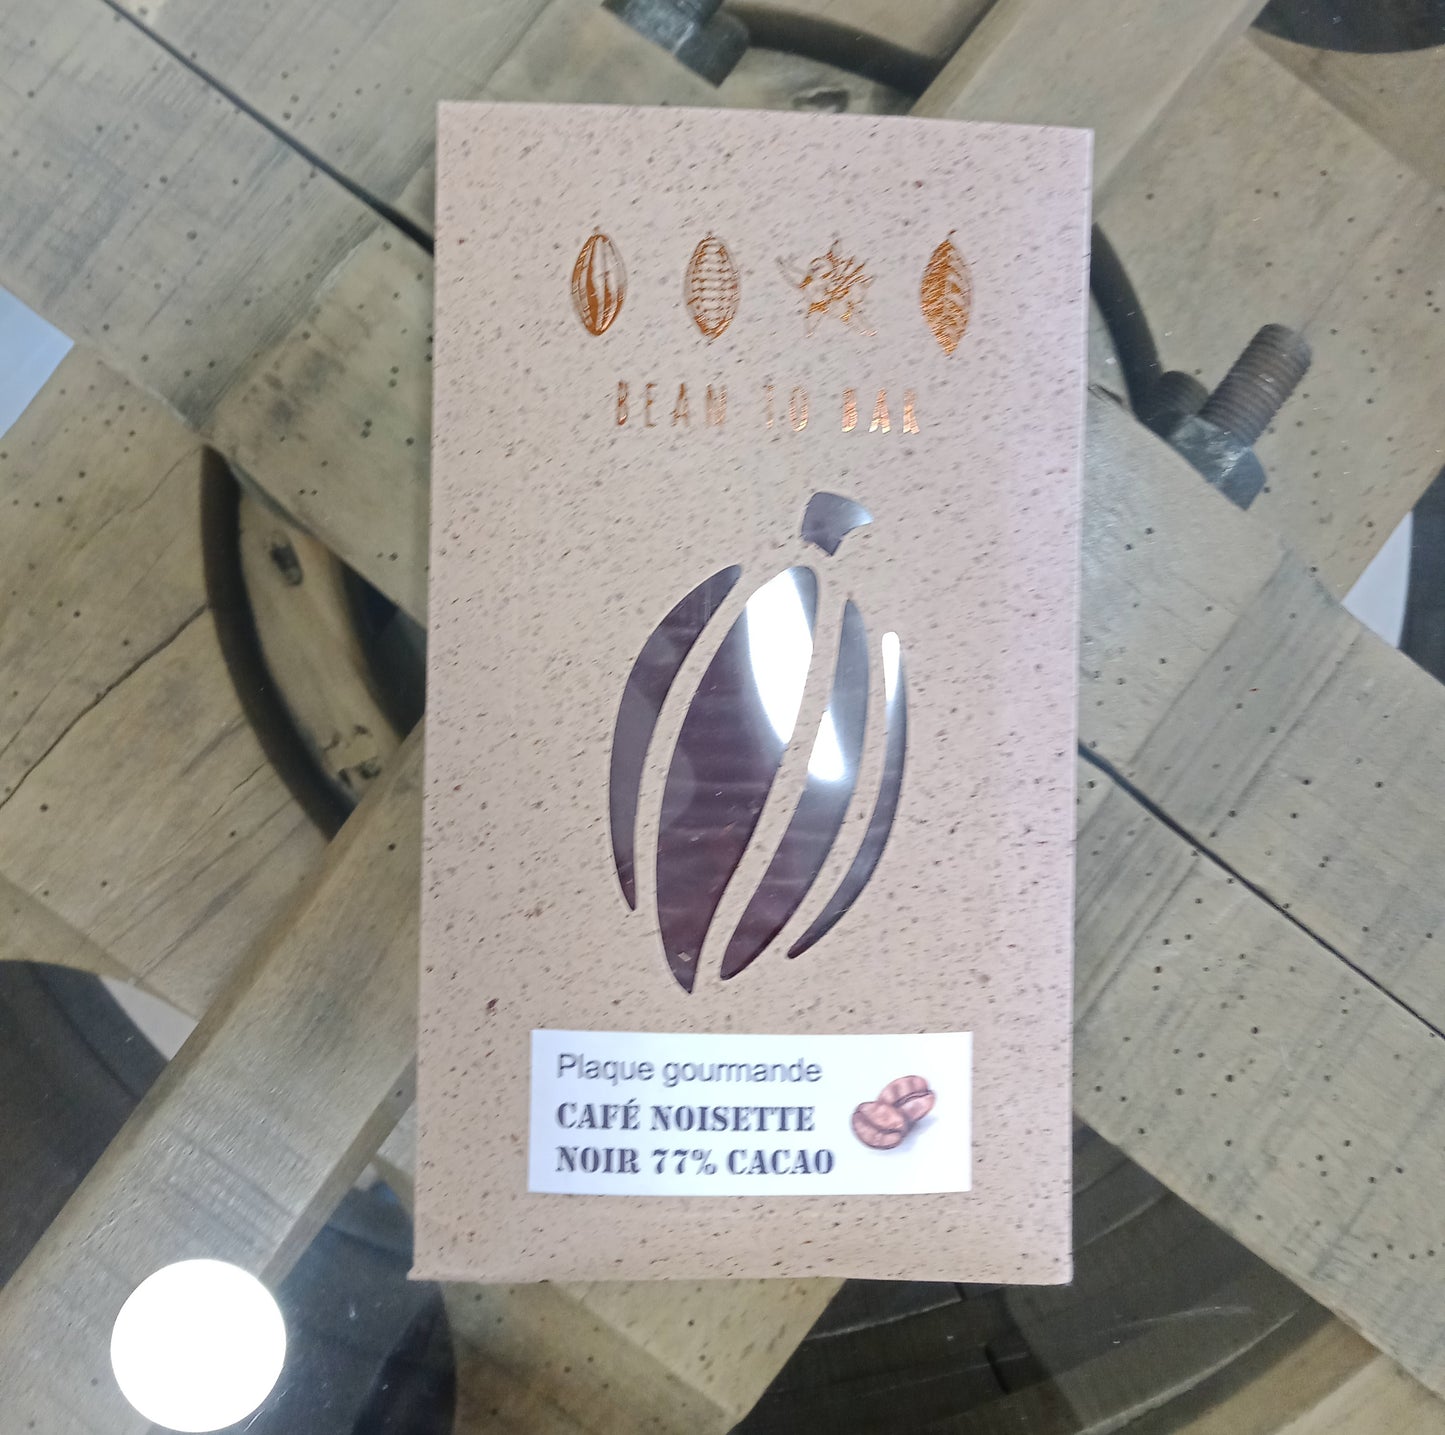 BEAN TO BAR
Plaque gourmande
CAFÉ NOISETTE
NOIR 77% CACAO